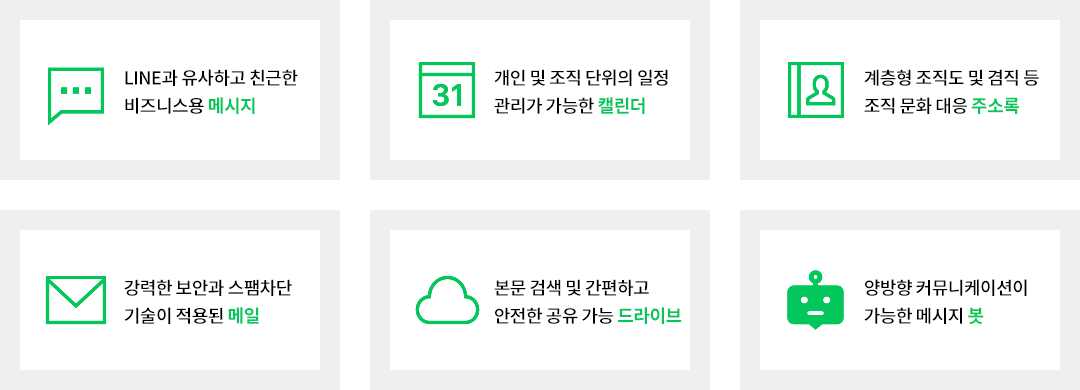 LINE과 유사하고 친근한
비즈니스용 메시지
31
개인 및 조직 단위의 일정
관리가 가능한 캘린더
계층형 조직도 및 겸직 등
조직 문화 대응 주소록
강력한 보안과 스팸차단
기술이 적용된 메일
본문 검색 및 간편하고
안전한 공유 가능 드라이브
양방향 커뮤니케이션이
가능한 메시지 봇